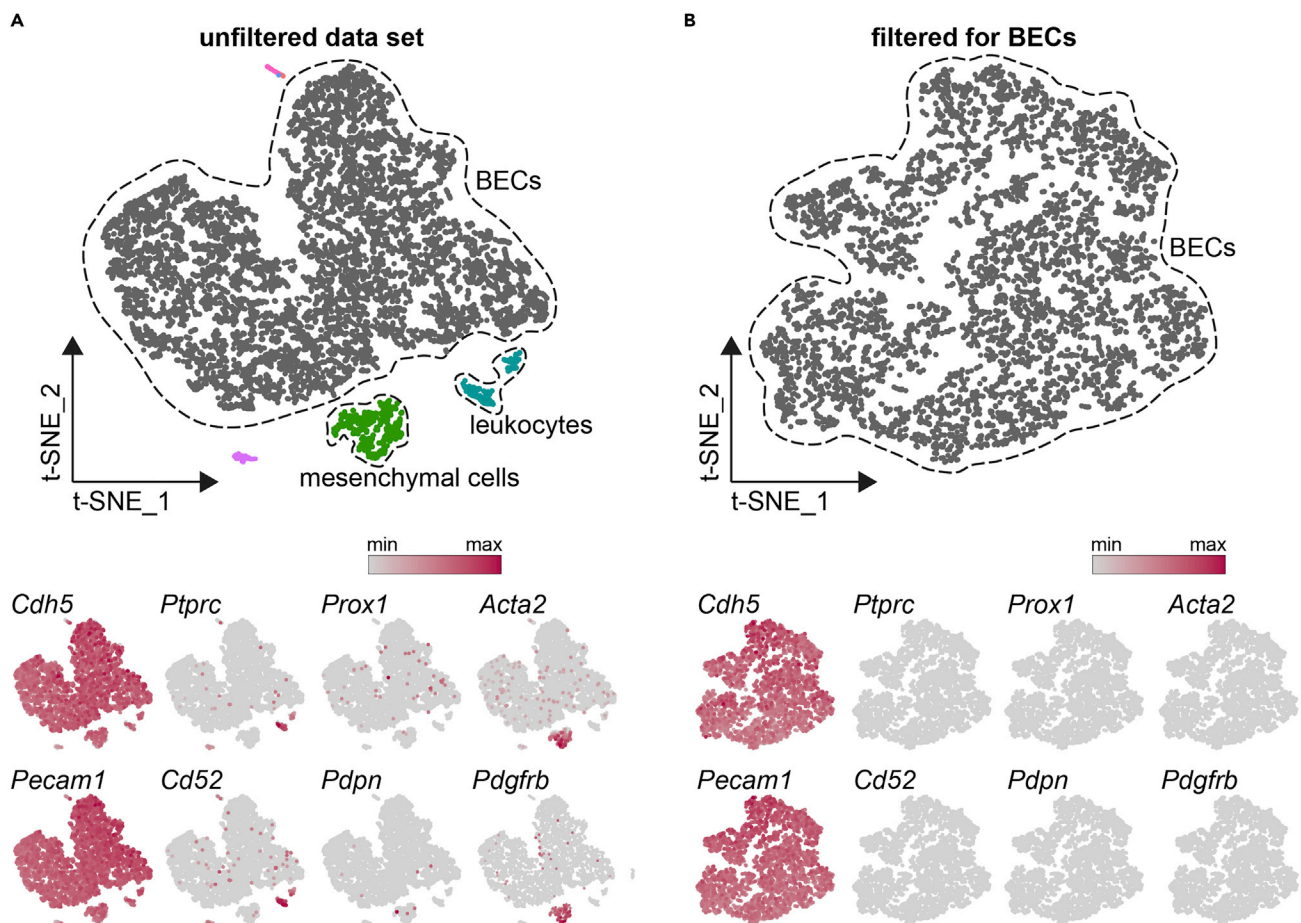 A
unfiltered data set
BECs
leukocytes
mesenchymal cells
t-SNE_2
t-SNE_1
min max
Cdh5 Ptprc Prox1 Acta2
Pecam1 Cd52 Pdpn Pdgfrb
B
filtered for BECs
BECs
t-SNE_2
t-SNE_1
min max
Cdh5 Ptprc Prox1 Acta2
Pecam1 Cd52 Pdpn Pdgfrb